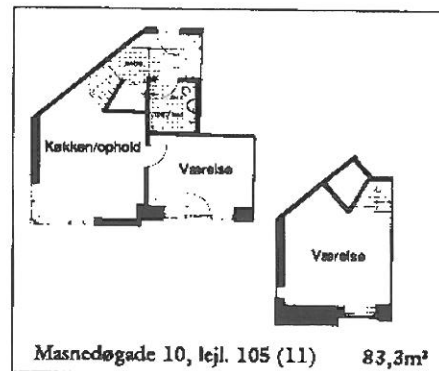 Køkken/ophold
Værelse
Værelse
Masnedøgade 10, lejl. 105 (11) 83,3m²